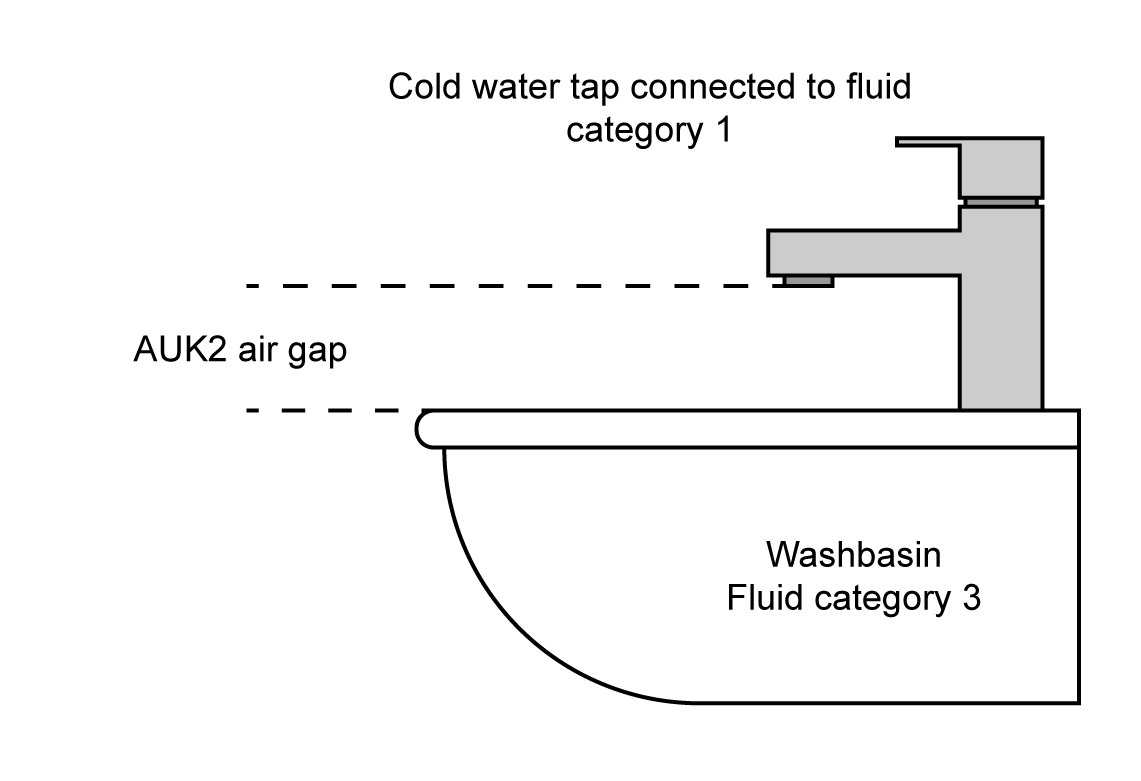 Cold water tap connected to fluid
category 1
AUK2 air gap
Washbasin
Fluid category 3